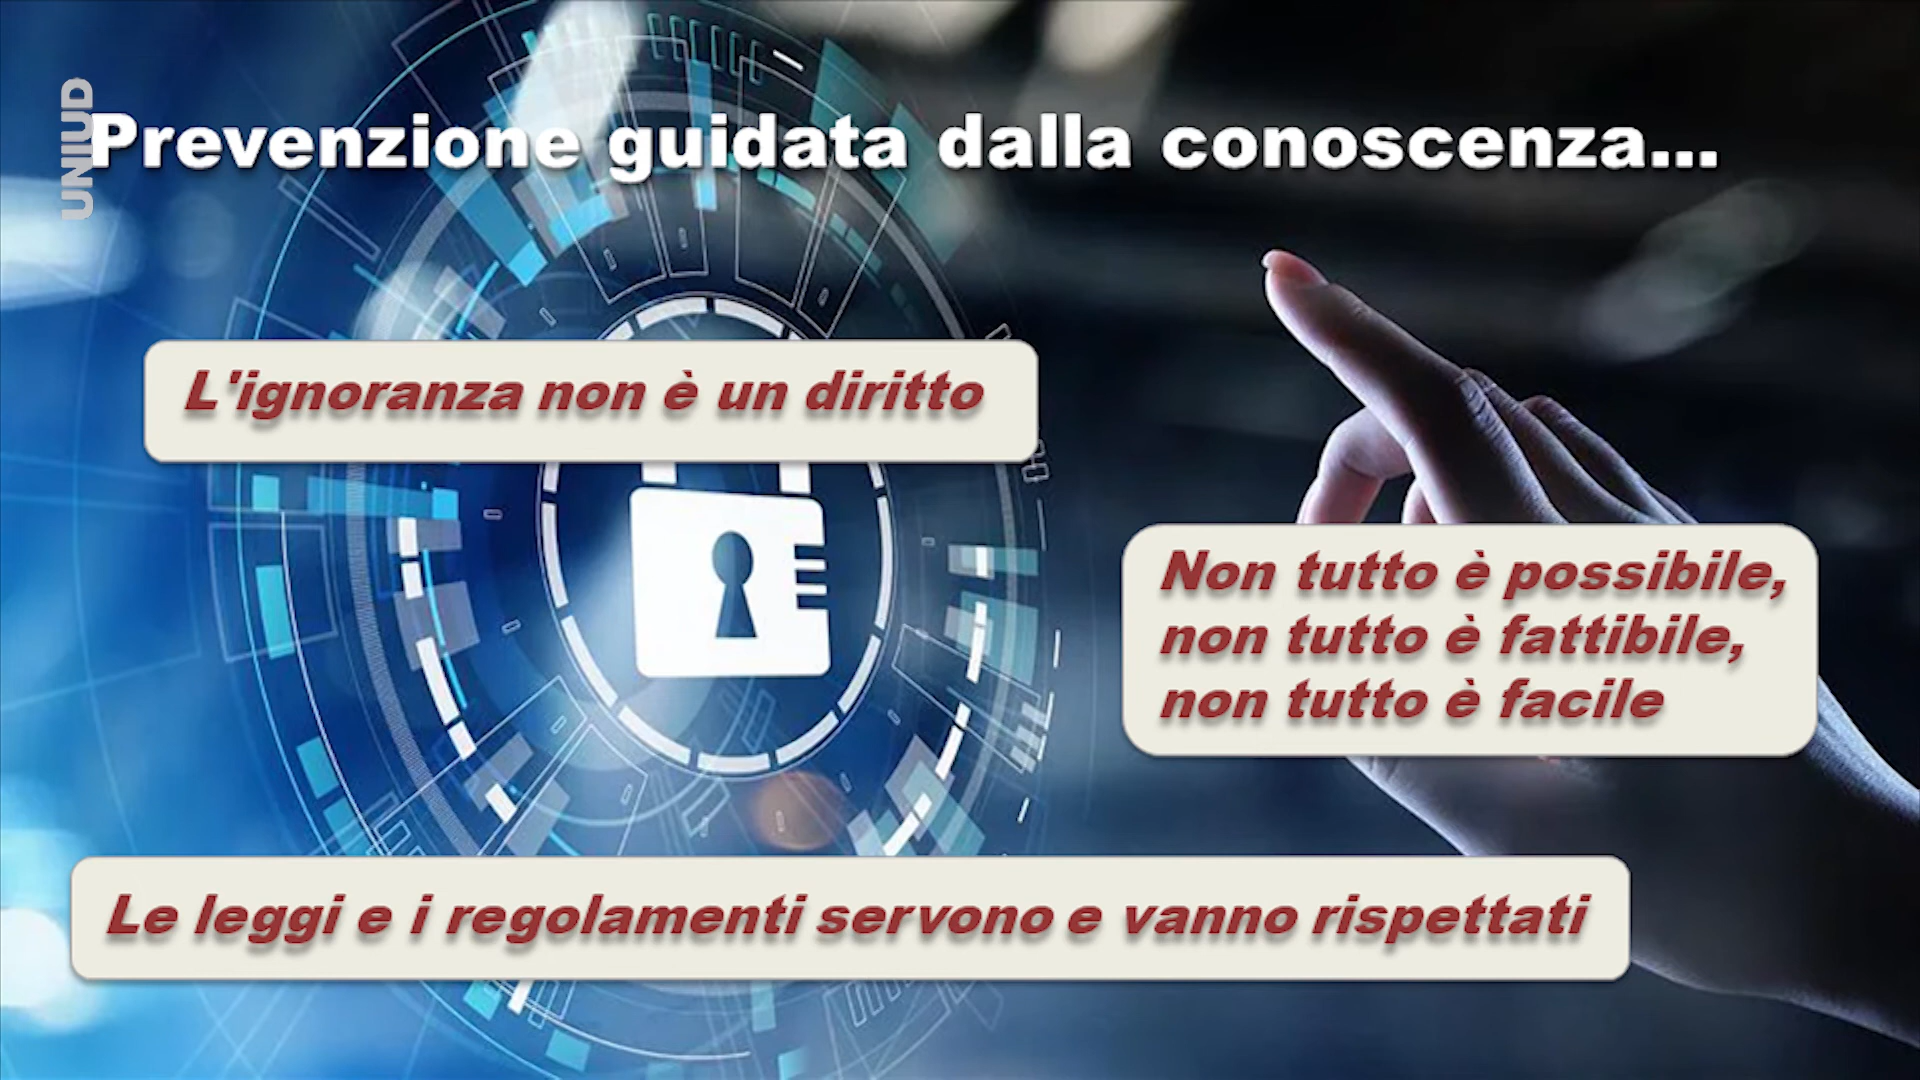 UNIUD
Prevenzione guidata dalla conoscenza...
L'ignoranza non è un diritto
Non tutto è possibile,
non tutto è fattibile,
non tutto è facile
Le leggi e i regolamenti servono e vanno rispettati